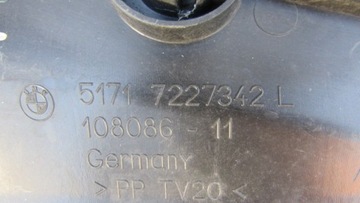 5171 7227342 L
108086 - 11
Germany
> PP TV20 <